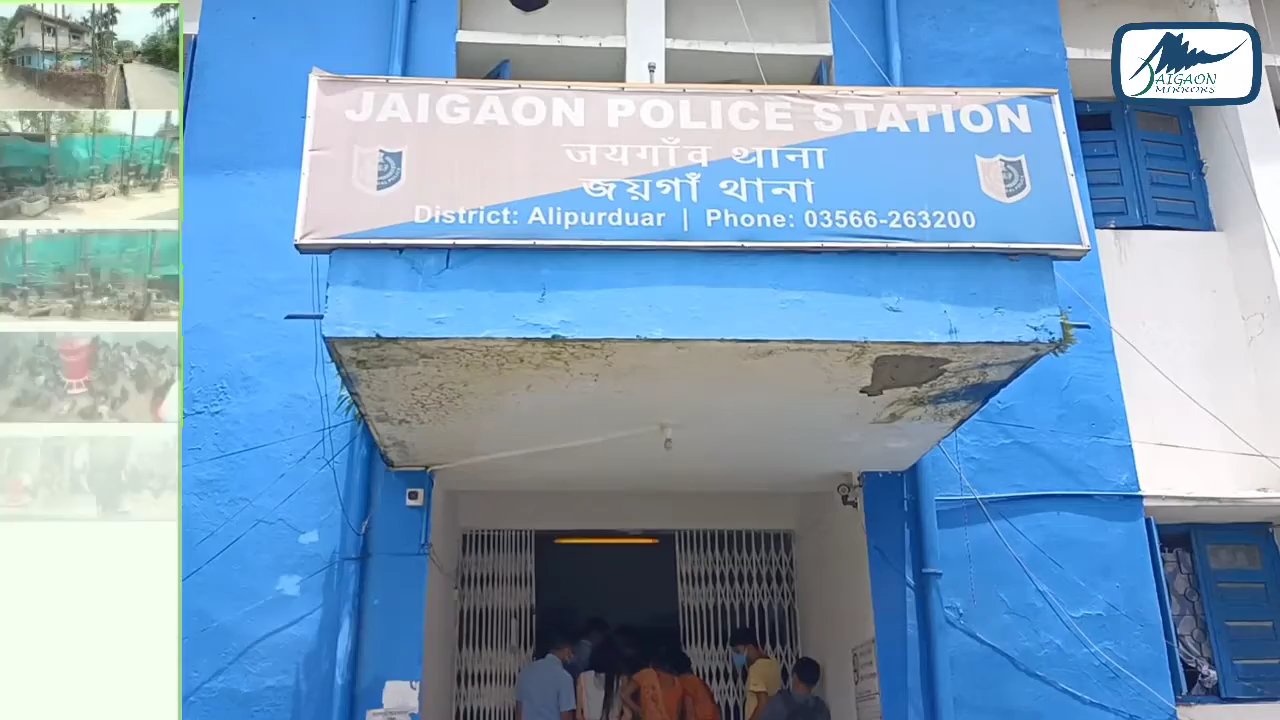 JAIGAON POLICE STATION
जयगाँव थाना
জয়গাঁ থানা
District: Alipurduar | Phone: 03566-263200
JAIGAON
MIRRORS